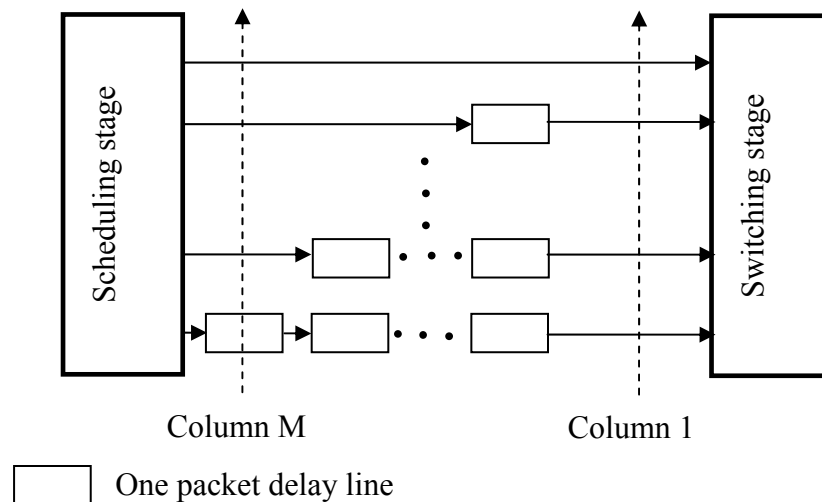 Scheduling stage
Switching stage
Column M
Column 1
One packet delay line